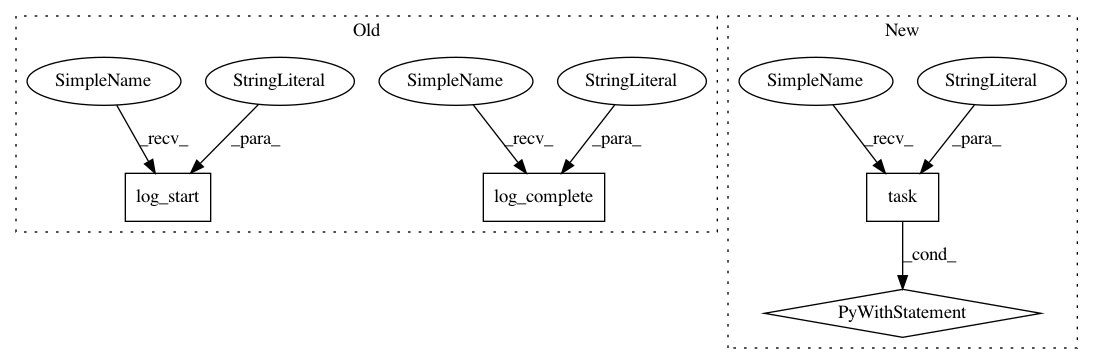 Old
New
SimpleName
StringLiteral
SimpleName
StringLiteral
SimpleName
StringLiteral
_recv_
_para_
_recv_
_para_
_recv_
_para_
log_start
log_complete
task
_cond_
PyWithStatement